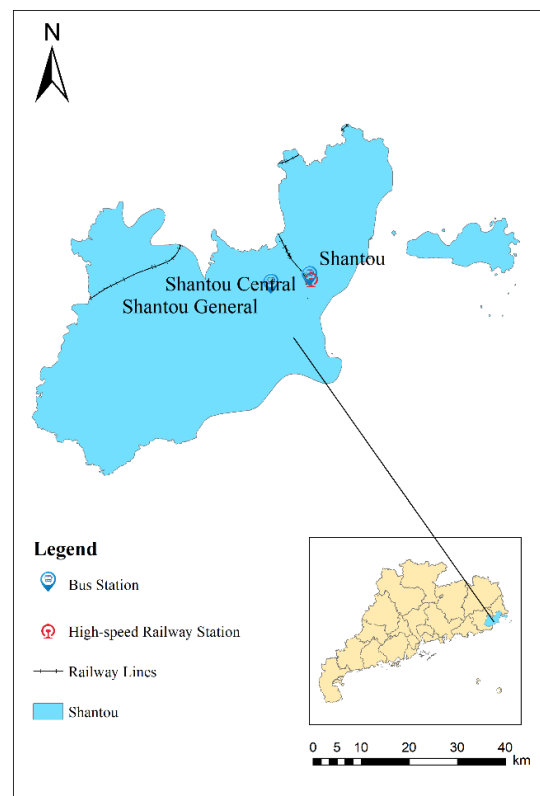 N
Shantou
Shantou Central
Shantou General
Legend
Bus Station
High-speed Railway Station
Railway Lines
Shantou
0 5 10 20 30 40
km